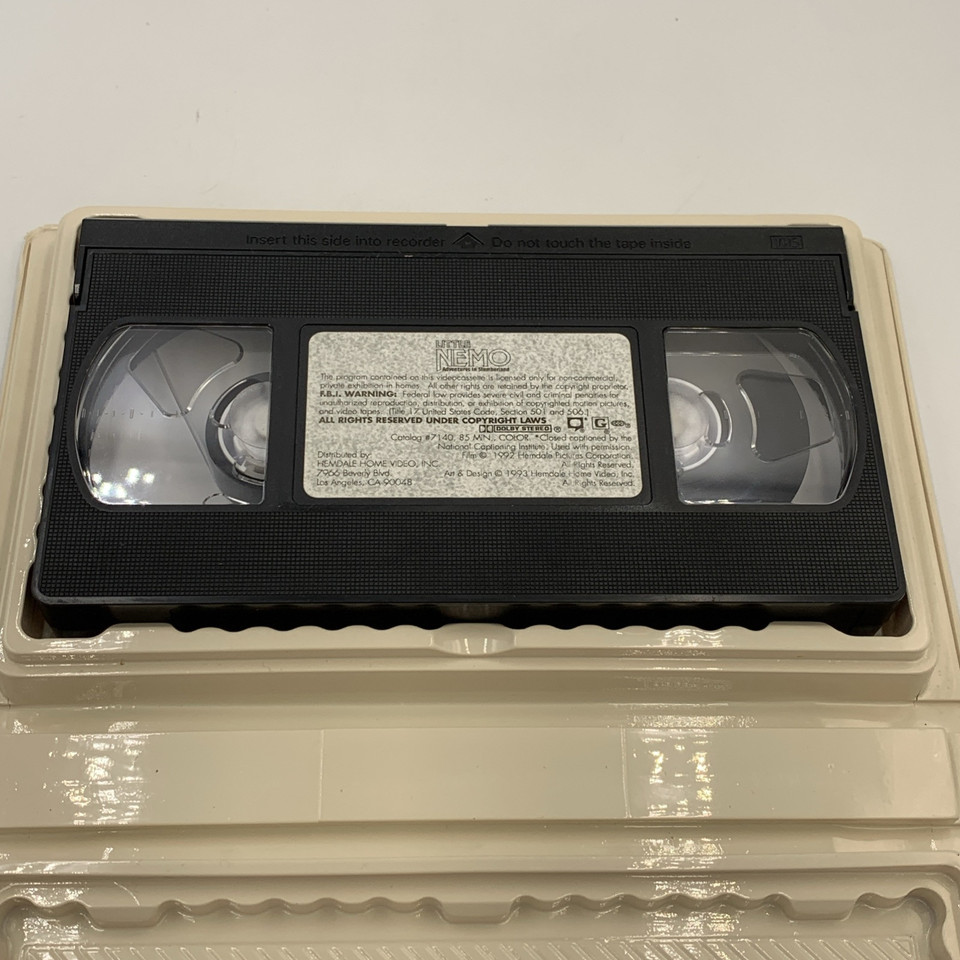 Insert this side into recorder Do not touch the tape inside VHS
LITTLE
NEMO
Adventures in Slumberland
The program contained on this videocassette is licensed only for non-commercial,
private exhibition in homes. All other rights are retained by the copyright proprietor.
F.B.I. WARNING: Federal law provides severe civil and criminal penalties for
unauthorized reproduction, distribution, or exhibition of copyrighted motion pictures,
and video tapes. (Title 17 United States Code, Section 501 and 506.)
ALL RIGHTS RESERVED UNDER COPYRIGHT LAWS
DOLBY STEREO ® G
Catalog #7140. 85 MIN., COLOR. *Closed captioned by the
National Captioning Institute. Used with permission.
Distributed by: Film © 1992 Hemdale Pictures Corporation.
HEMDALE HOME VIDEO, INC. All Rights Reserved.
7966 Beverly Blvd. Art & Design © 1993 Hemdale Home Video, Inc.
Los Angeles, CA 90048 All Rights Reserved.